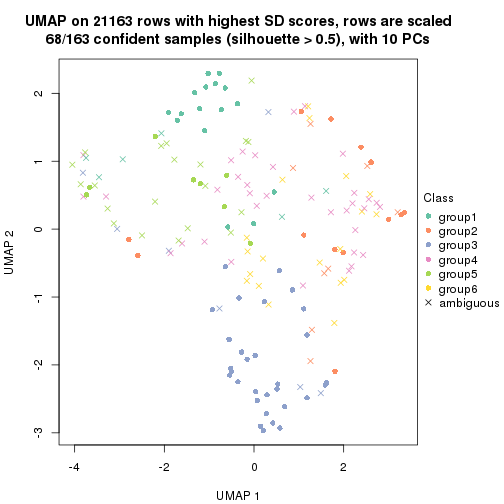 UMAP on 21163 rows with highest SD scores, rows are scaled
68/163 confident samples (silhouette > 0.5), with 10 PCs
2
1
0
-1
-2
-3
UMAP 2
-4
-2
0
2
UMAP 1
Class
group1
group2
group3
group4
group5
group6
ambiguous